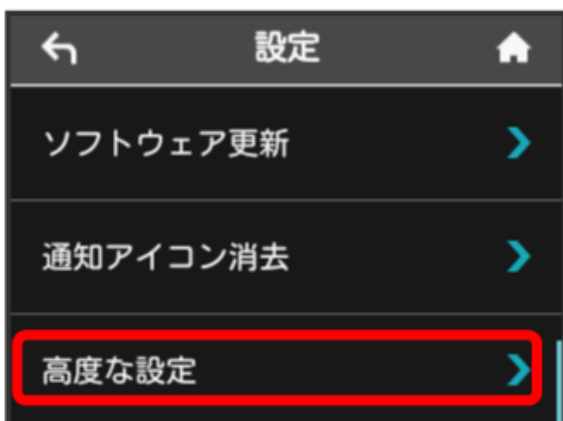 設定
ソフトウェア更新
通知アイコン消去
高度な設定